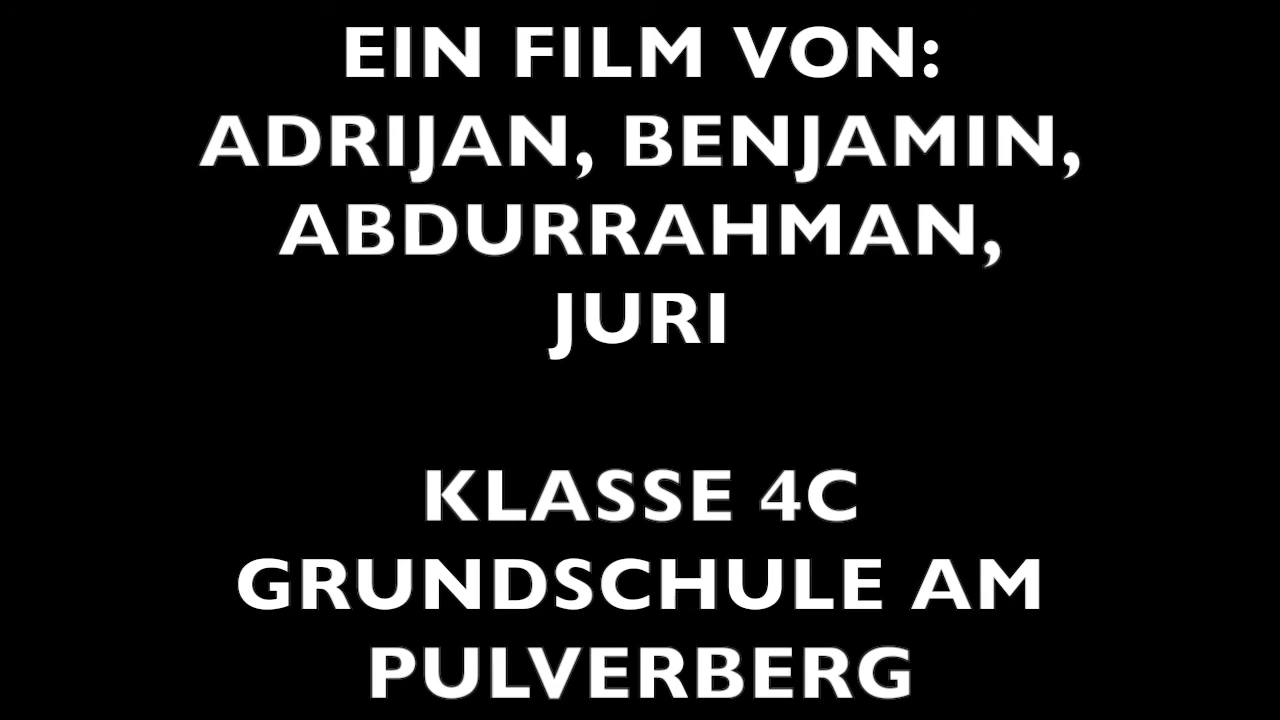 EIN FILM VON:
ADRIJAN, BENJAMIN,
ABDURRAHMAN,
JURI
KLASSE 4C
GRUNDSCHULE AM
PULVERBERG